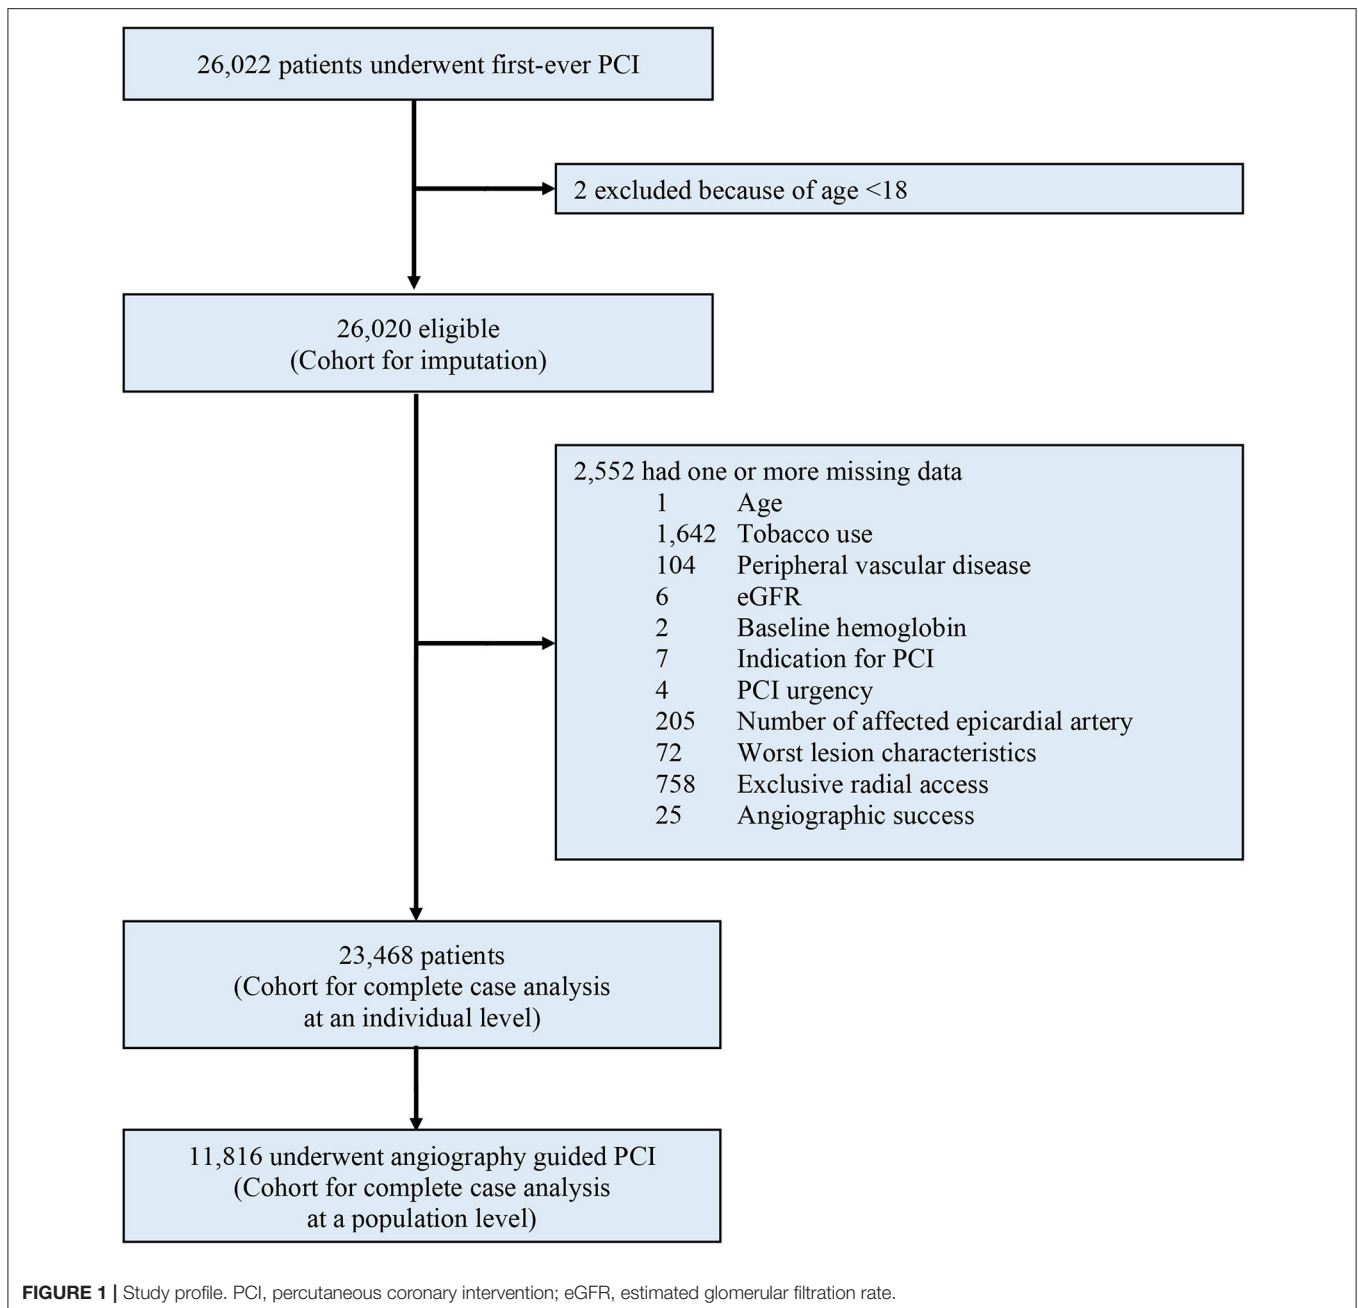 26,022 patients underwent first-ever PCI
2 excluded because of age <18
26,020 eligible
(Cohort for imputation)
2,552 had one or more missing data
1 Age
1,642 Tobacco use
104 Peripheral vascular disease
6 eGFR
2 Baseline hemoglobin
7 Indication for PCI
4 PCI urgency
205 Number of affected epicardial artery
72 Worst lesion characteristics
758 Exclusive radial access
25 Angiographic success
23,468 patients
(Cohort for complete case analysis
at an individual level)
11,816 underwent angiography guided PCI
(Cohort for complete case analysis
at a population level)
FIGURE 1 | Study profile. PCI, percutaneous coronary intervention; eGFR, estimated glomerular filtration rate.